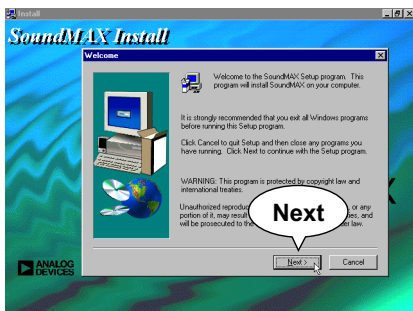 Install
SoundMAX Install
Welcome
Welcome to the SoundMAX Setup program. This
program will install SoundMAX on your computer.
It is strongly recommended that you exit all Windows programs
before running this Setup program.
Click Cancel to quit Setup and then close any programs you
have running. Click Next to continue with the Setup program.
WARNING: This program is protected by copyright law and
international treaties.
Unauthorized , or any
portion of it, may result , and
will be prosecuted to the law.
Next
Next >
Cancel
ANALOG
DEVICES
X